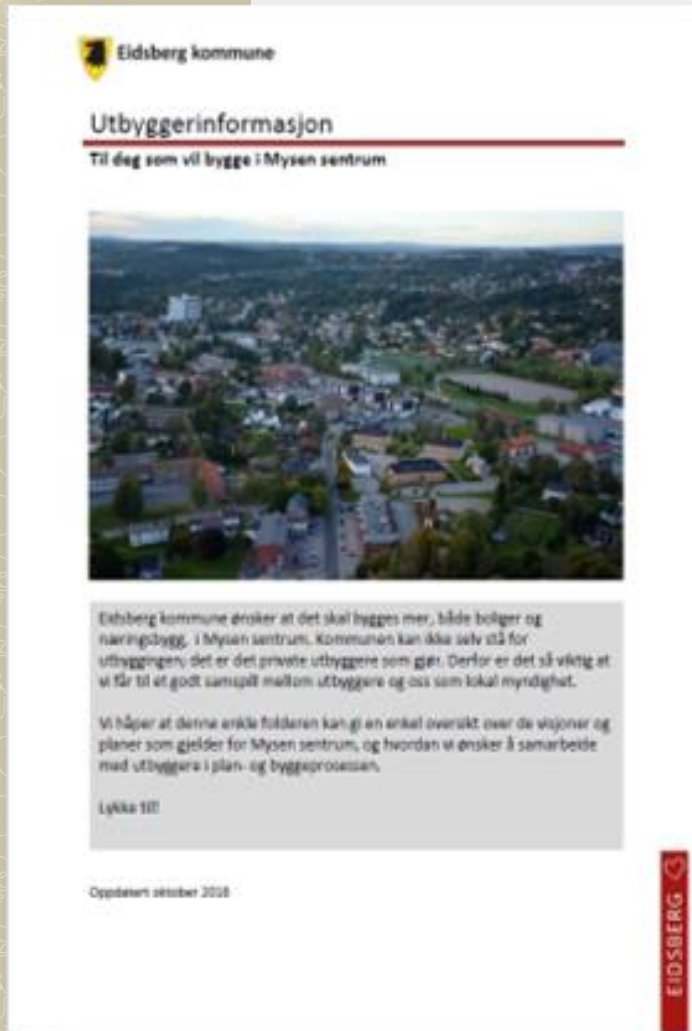 Eidsberg kommune
Utbyggerinformasjon
Til deg som vil bygge i Mysen sentrum
Eidsberg kommune ønsker at det skal bygges mer, både boliger og
næringsbygg, i Mysen sentrum. Kommunen kan ikke selv stå for
utbyggingen; det er det private utbyggere som gjør. Derfor er det så viktig at
vi får til et godt samspill mellom utbyggere og oss som lokal myndighet.
Vi håper at denne enkle folderen kan gi en enkel oversikt over de visjoner og
planer som gjelder for Mysen sentrum, og hvordan vi ønsker å samarbeide
med utbyggere i plan- og byggeprosessen.
Lykke til!
Oppdatert oktober
EIDSBERG